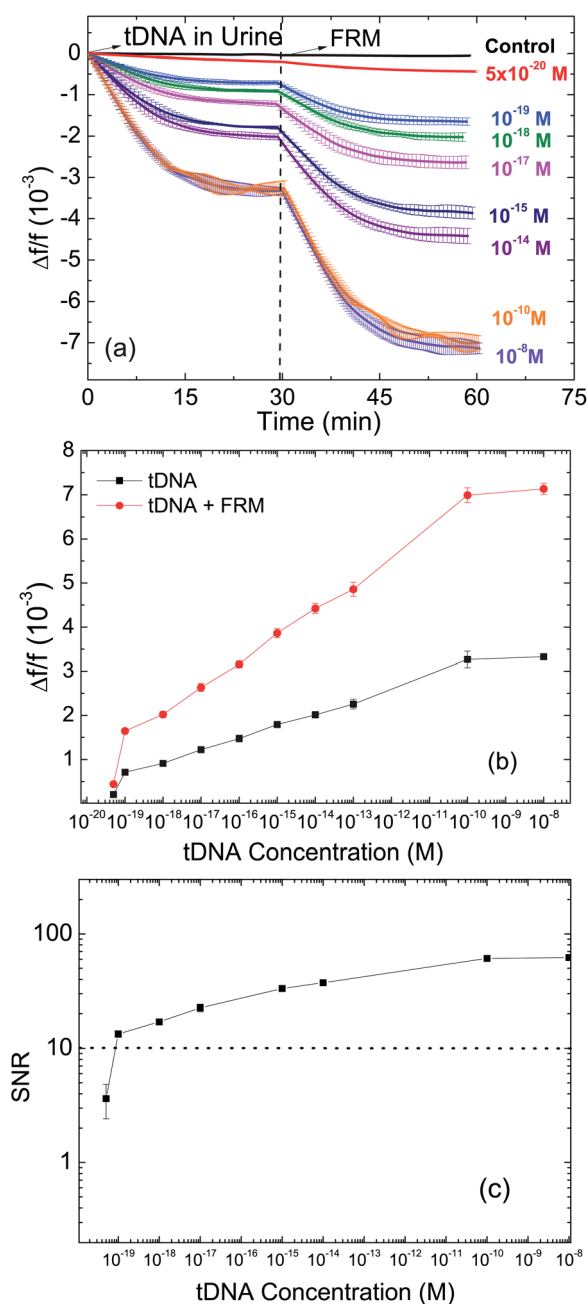 tDNA in Urine FRM Control
0
5x10⁻²⁰ M
-1
10⁻¹⁹ M
10⁻¹⁸ M
-2
10⁻¹⁷ M
-3
10⁻¹⁵ M
-4
10⁻¹⁴ M
-5
-6
10⁻¹⁰ M
-7
10⁻⁸ M
Δf/f (10⁻³)
(a)
0 15 30 45 60 75
Time (min)
8
7
6
5
4
3
2
1
tDNA
tDNA + FRM
Δf/f (10⁻³)
(b)
10⁻²⁰ 10⁻¹⁹ 10⁻¹⁸ 10⁻¹⁷ 10⁻¹⁶ 10⁻¹⁵ 10⁻¹⁴ 10⁻¹³ 10⁻¹² 10⁻¹¹ 10⁻¹⁰ 10⁻⁹ 10⁻⁸
tDNA Concentration (M)
100
10
1
SNR
(c)
10⁻¹⁹ 10⁻¹⁸ 10⁻¹⁷ 10⁻¹⁶ 10⁻¹⁵ 10⁻¹⁴ 10⁻¹³ 10⁻¹² 10⁻¹¹ 10⁻¹⁰ 10⁻⁹ 10⁻⁸
tDNA Concentration (M)